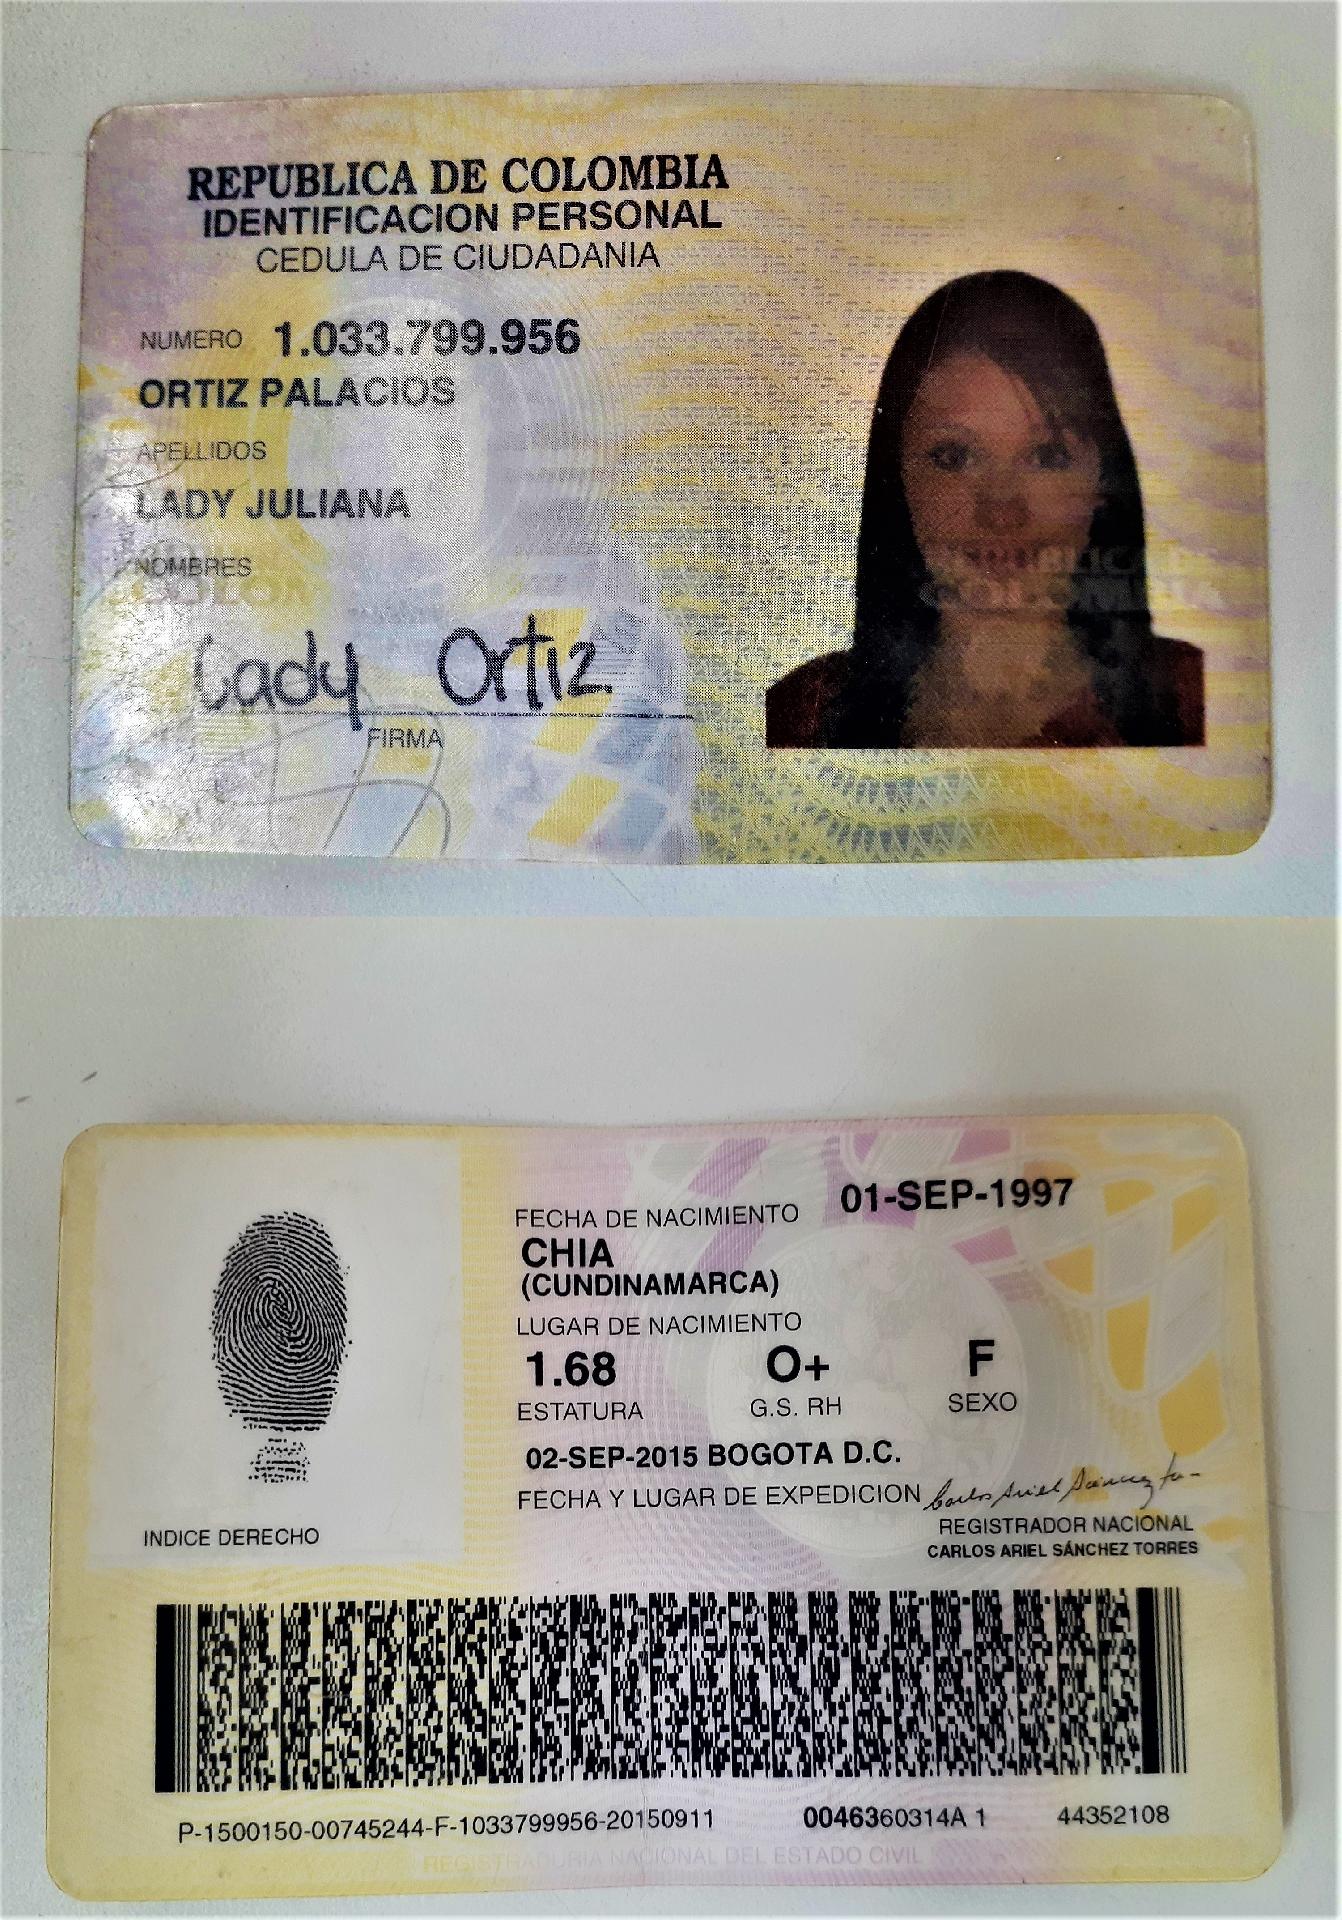 REPUBLICA DE COLOMBIA
IDENTIFICACION PERSONAL
CEDULA DE CIUDADANIA
NUMERO 1.033.799.956
ORTIZ PALACIOS
APELLIDOS
LADY JULIANA
NOMBRES
COLOM
REPUBLICA DE
COLOMBIA
Lady Ortiz
FIRMA
FECHA DE NACIMIENTO 01-SEP-1997
CHIA
(CUNDINAMARCA)
LUGAR DE NACIMIENTO
1.68 O+ F
ESTATURA G.S. RH SEXO
02-SEP-2015 BOGOTA D.C.
FECHA Y LUGAR DE EXPEDICION
Carlos Ariel Sánchez
REGISTRADOR NACIONAL
CARLOS ARIEL SÁNCHEZ TORRES
INDICE DERECHO
P-1500150-00745244-F-1033799956-20150911 0046360314A 1 44352108
REGISTRADURIA NACIONAL DEL ESTADO CIVIL